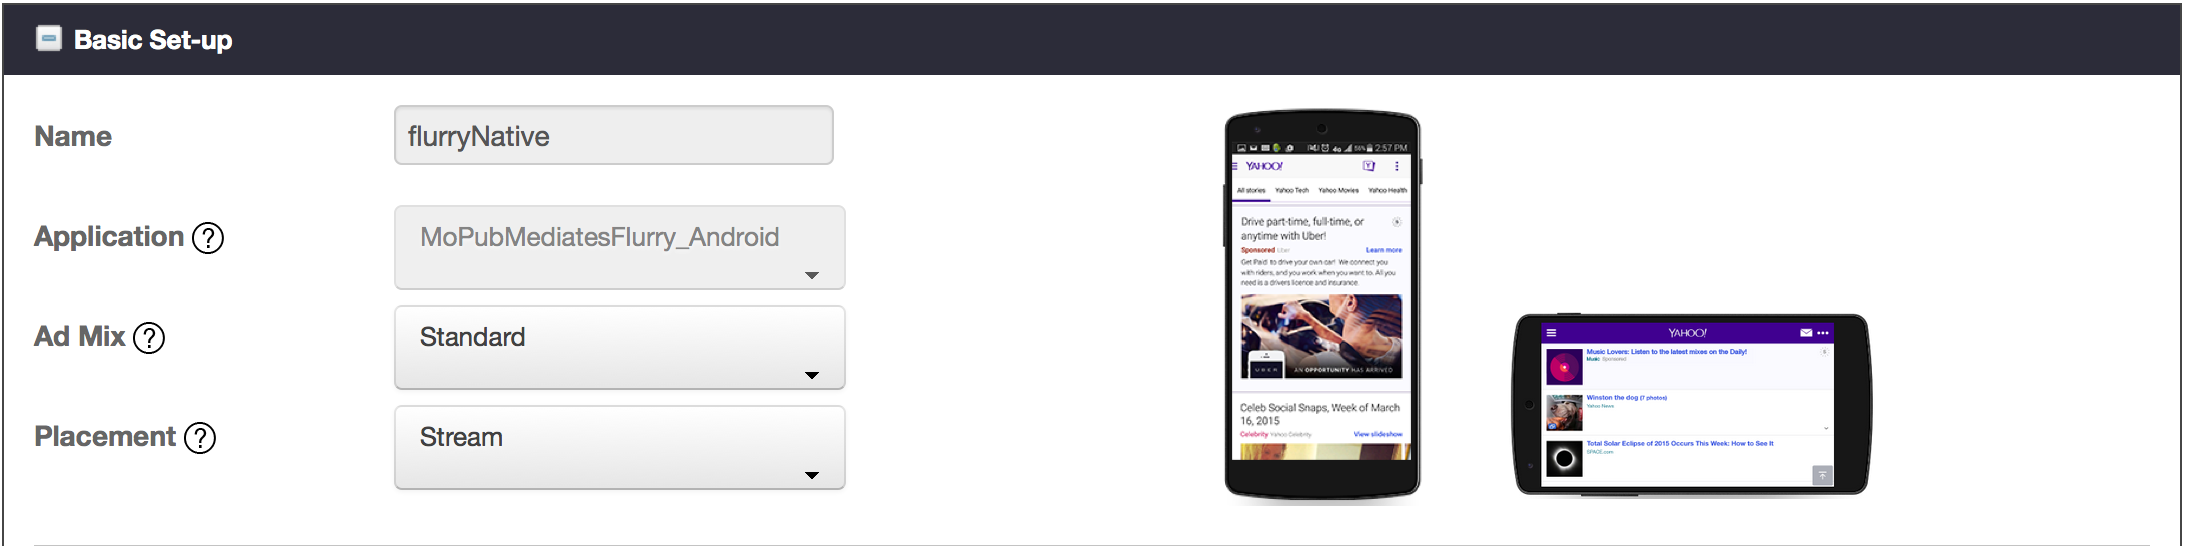 Basic Set-up
Name
flurryNative
Application ?
MoPubMediatesFlurry_Android
Ad Mix ?
Standard
Placement ?
Stream
4G 56% 2:57 PM
YAHOO!
All stories Yahoo Tech Yahoo Movies Yahoo Health
Drive part-time, full-time, or
anytime with Uber!
Sponsored Uber Learn more
Get Paid to drive your own car! We connect you
with riders, and you work when you want to. All you
need is a drivers licence and insurance.
UBER
AN OPPORTUNITY HAS ARRIVED
Celeb Social Snaps, Week of March
16, 2015
Celebrity Yahoo Celebrity View slideshow
YAHOO!
Music Lovers: Listen to the latest mixes on the Daily!
Music Sponsored
Winston the dog (7 photos)
Yahoo News
Total Solar Eclipse of 2015 Occurs This Week: How to See It
SPACE.com